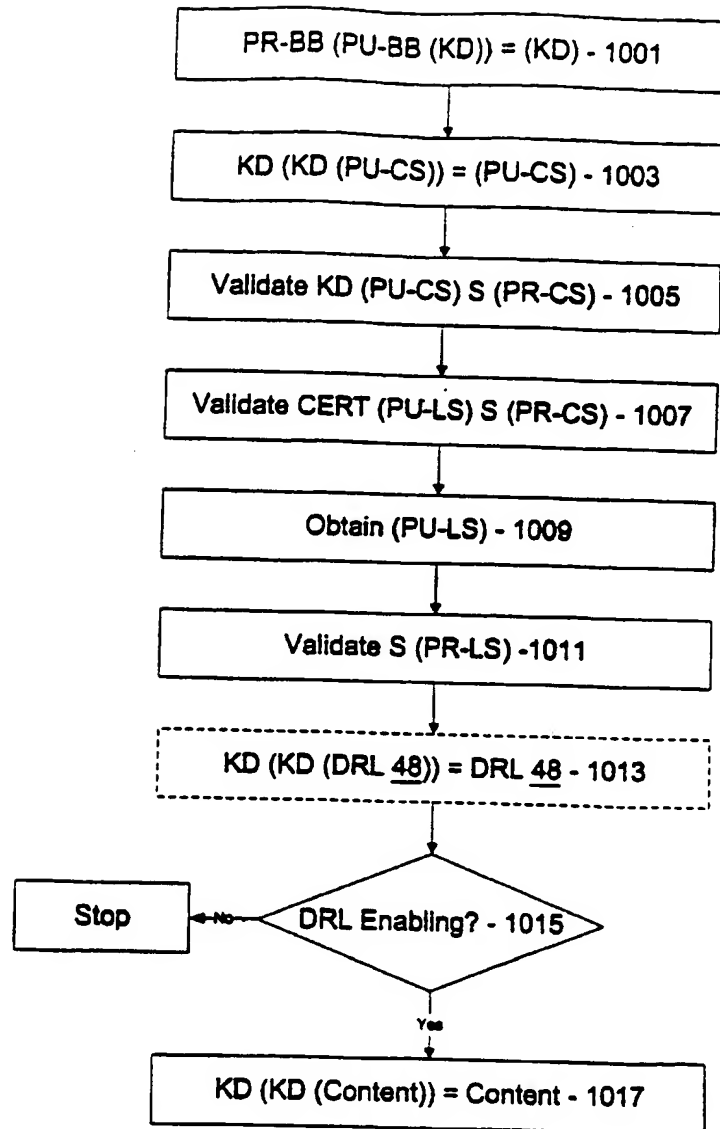 PR-BB (PU-BB (KD)) = (KD) - 1001
KD (KD (PU-CS)) = (PU-CS) - 1003
Validate KD (PU-CS) S (PR-CS) - 1005
Validate CERT (PU-LS) S (PR-CS) - 1007
Obtain (PU-LS) - 1009
Validate S (PR-LS) -1011
KD (KD (DRL 48)) = DRL 48 - 1013
DRL Enabling? - 1015
No
Stop
Yes
KD (KD (Content)) = Content - 1017